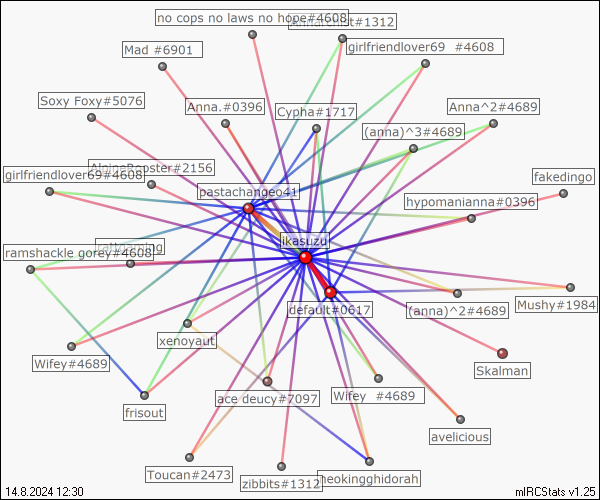 no cops no laws no hope#4608
#1312
girlfriendlover69 #4608
Mad #6901
Soxy Foxy#5076
Anna.#0396
Cypha#1717
Anna^2#4689
(anna)^3#4689
AlpineRooster#2156
girlfriendlover69#4608
fakedingo
pastachangeo41
hypomanianna#0396
ikasuzu
ramshackle gorey#4608
default#0617
(anna)^2#4689
Mushy#1984
xenoyaut
Wifey#4689
Skalman
ace deucy#7097
Wifey #4689
frisout
avelicious
Toucan#2473
zibbits#1312
neokingghidorah
14.8.2024 12:30
mIRCStats v1.25